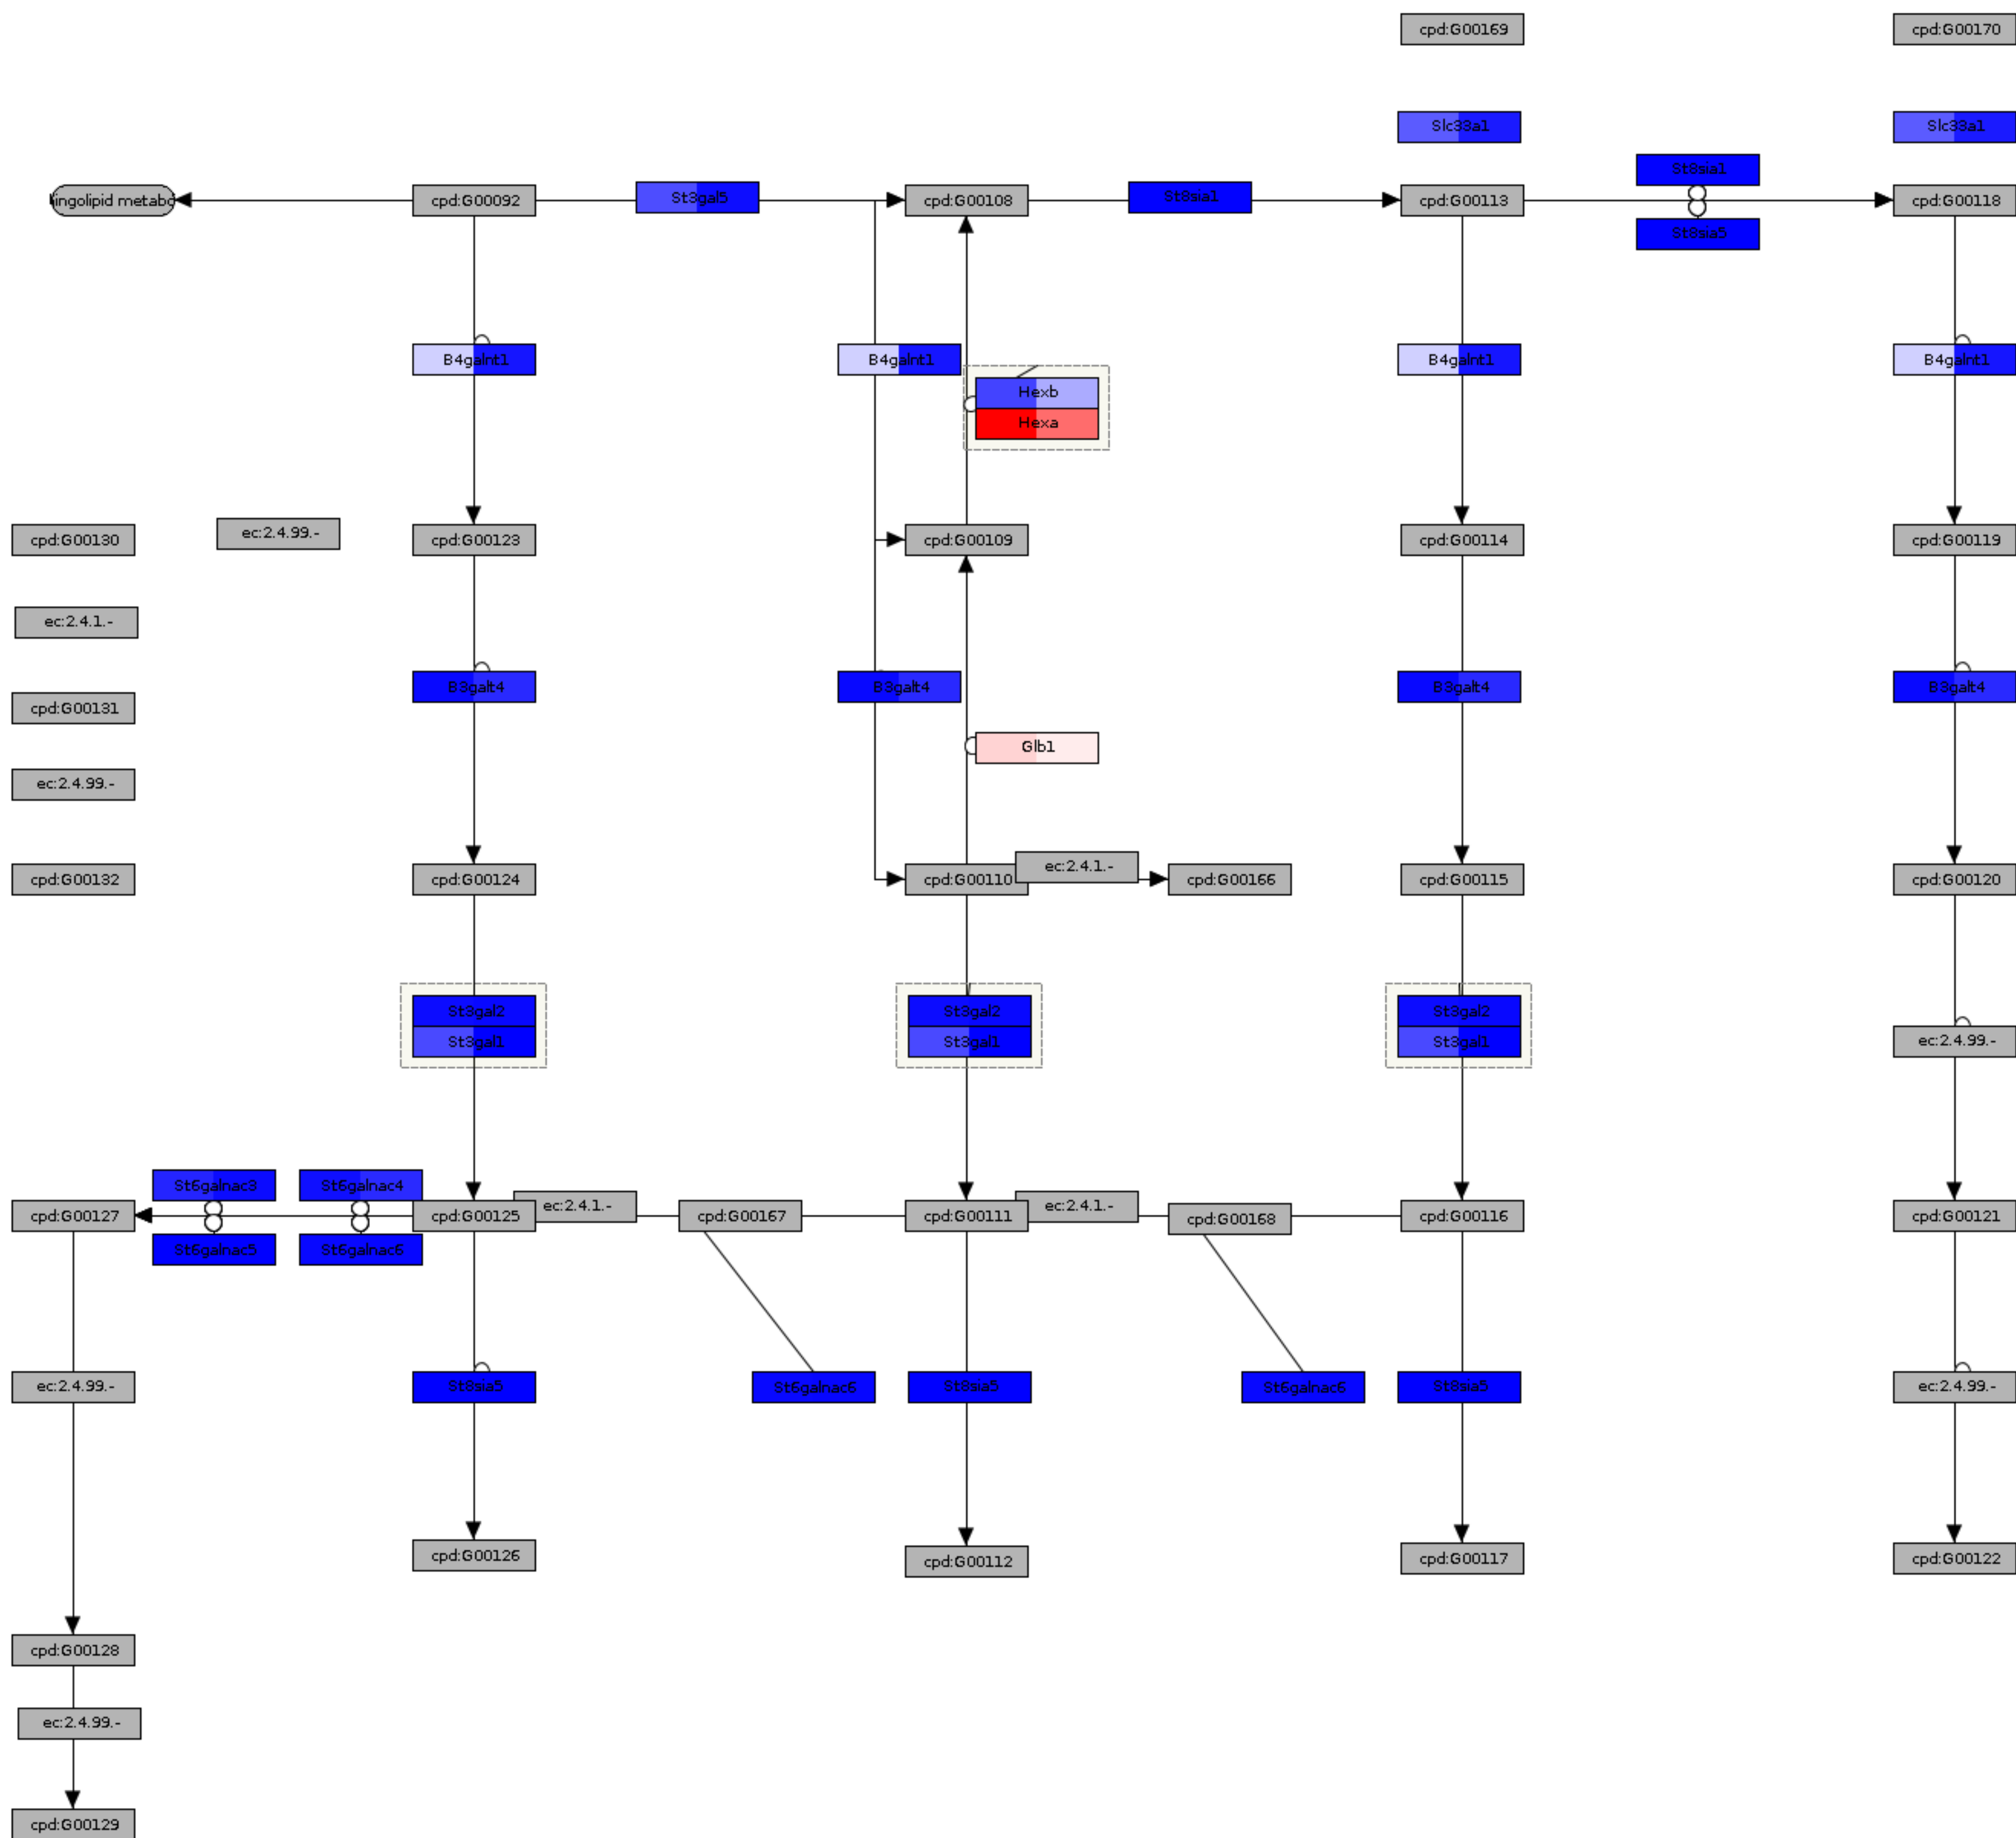 cpd:G00169
cpd:G00170
Slc33a1
Slc33a1
St8sia1
ingolipid metabo
cpd:G00092
St3gal5
cpd:G00108
St8sia1
cpd:G00113
cpd:G00118
St8sia5
B4galnt1
B4galnt1
B4galnt1
B4galnt1
Hexb
Hexa
cpd:G00130
ec:2.4.99.-
cpd:G00123
cpd:G00109
cpd:G00114
cpd:G00119
ec:2.4.1.-
B3galt4
B3galt4
B3galt4
B3galt4
cpd:G00131
Glb1
ec:2.4.99.-
cpd:G00132
cpd:G00124
cpd:G00110
ec:2.4.1.-
cpd:G00166
cpd:G00115
cpd:G00120
St3gal2
St3gal2
St3gal2
St3gal1
St3gal1
St3gal1
ec:2.4.99.-
St6galnac3
St6galnac4
cpd:G00127
cpd:G00125
ec:2.4.1.-
cpd:G00167
cpd:G00111
ec:2.4.1.-
cpd:G00168
cpd:G00116
cpd:G00121
St6galnac5
St6galnac6
ec:2.4.99.-
St8sia5
St6galnac6
St8sia5
St6galnac6
St8sia5
ec:2.4.99.-
cpd:G00126
cpd:G00112
cpd:G00117
cpd:G00122
cpd:G00128
ec:2.4.99.-
cpd:G00129